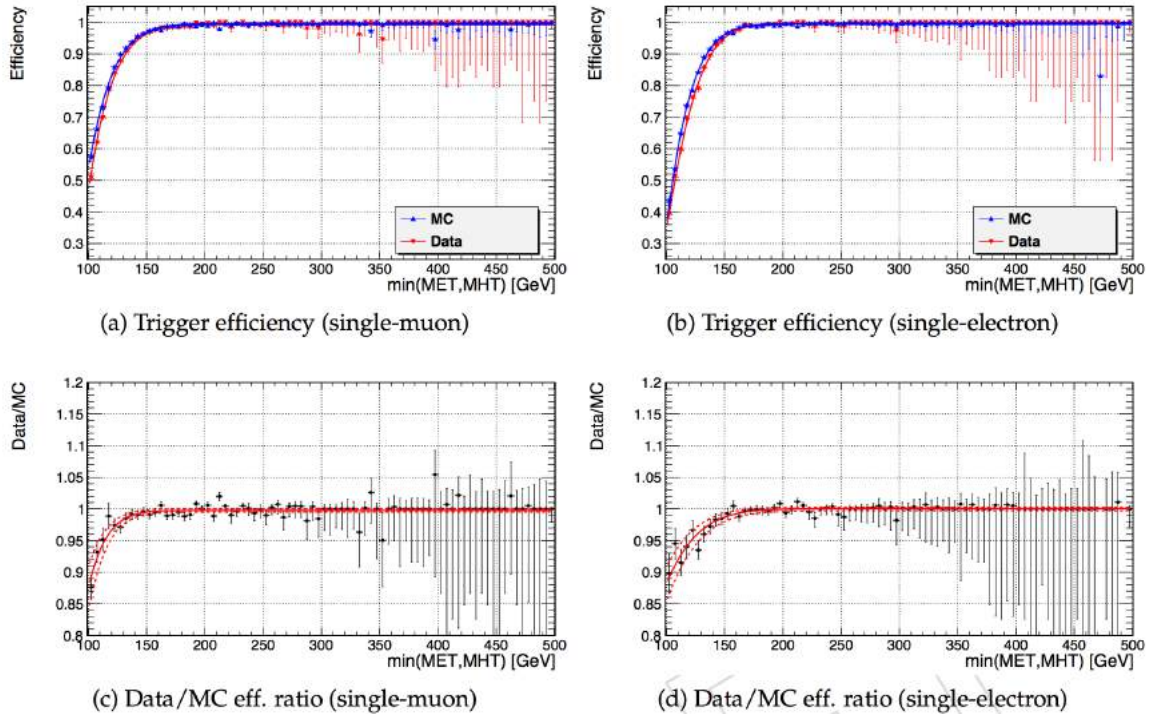 Efficiency
1
0.9
0.8
0.7
0.6
0.5
0.4
0.3
MC
Data
100 150 200 250 300 350 400 450 500
min(MET,MHT) [GeV]
(a) Trigger efficiency (single-muon)
Efficiency
1
0.9
0.8
0.7
0.6
0.5
0.4
0.3
MC
Data
100 150 200 250 300 350 400 450 500
min(MET,MHT) [GeV]
(b) Trigger efficiency (single-electron)
Data/MC
1.2
1.15
1.1
1.05
1
0.95
0.9
0.85
0.8
100 150 200 250 300 350 400 450 500
min(MET,MHT) [GeV]
(c) Data/MC eff. ratio (single-muon)
Data/MC
1.2
1.15
1.1
1.05
1
0.95
0.9
0.85
0.8
100 150 200 250 300 350 400 450 500
min(MET,MHT) [GeV]
(d) Data/MC eff. ratio (single-electron)